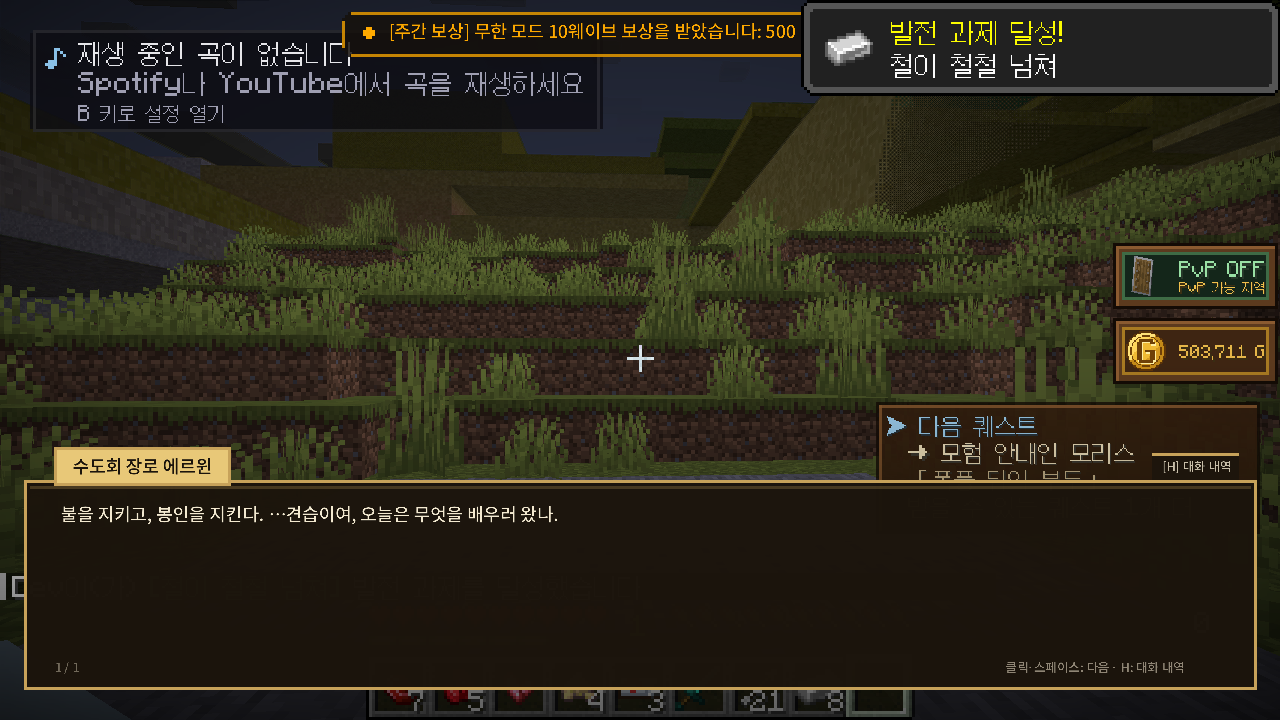 재생 중인 곡이 없습니다
Spotify나 YouTube에서 곡을 재생하세요
B 키로 설정 열기
[주간 보상] 무한 모드 10웨이브 보상을 받았습니다: 500
발전 과제 달성!
철이 철철 넘쳐
PvP OFF
PvP 가능 지역
G
503,711 G
다음 퀘스트
→ 모험 안내인 모리스
[H] 대화 내역
수도회 장로 에르윈
불을 지키고, 봉인을 지킨다. …견습이여, 오늘은 무엇을 배우러 왔나.
1 / 1
클릭·스페이스: 다음 · H: 대화 내역
7 5 4 3 21 8